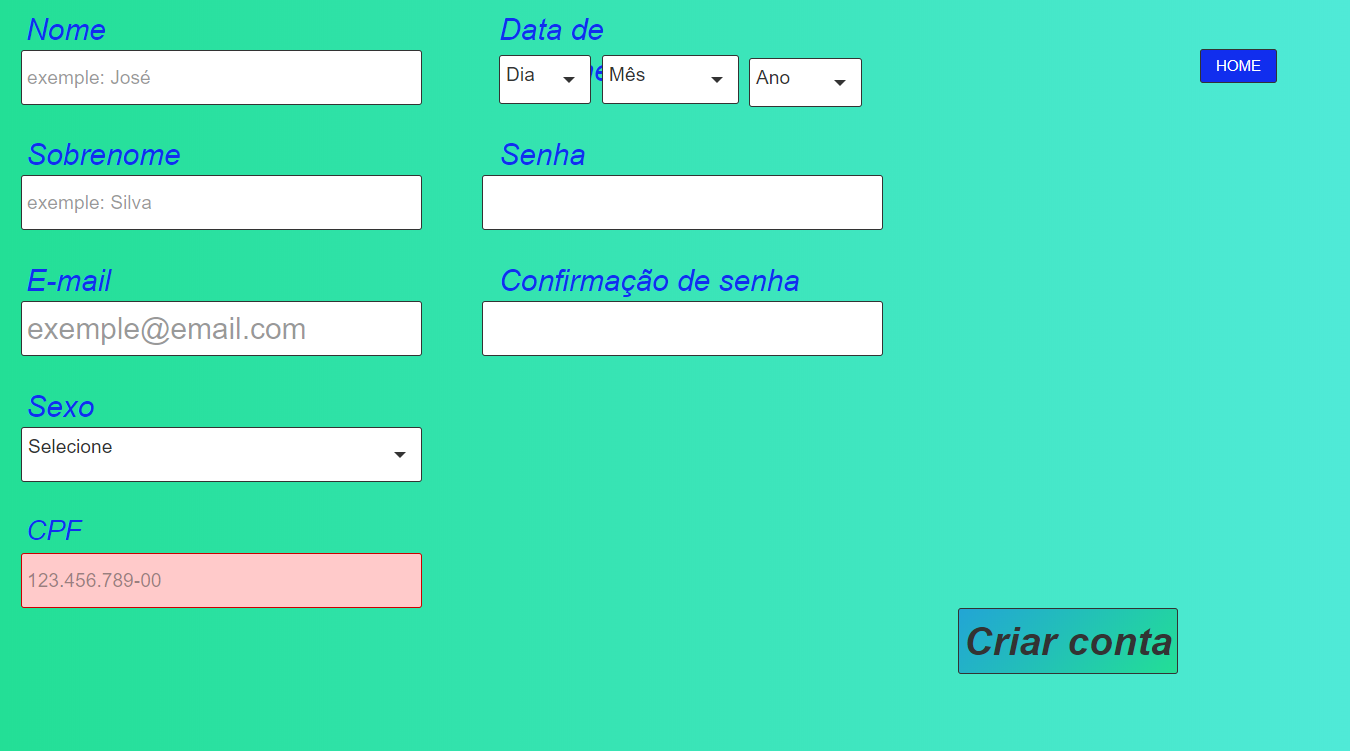 Nome
exemple: José
Sobrenome
exemple: Silva
E-mail
exemple@email.com
Sexo
Selecione
CPF
123.456.789-00
Data de
Dia
Mês
Ano
Senha
Confirmação de senha
HOME
Criar conta